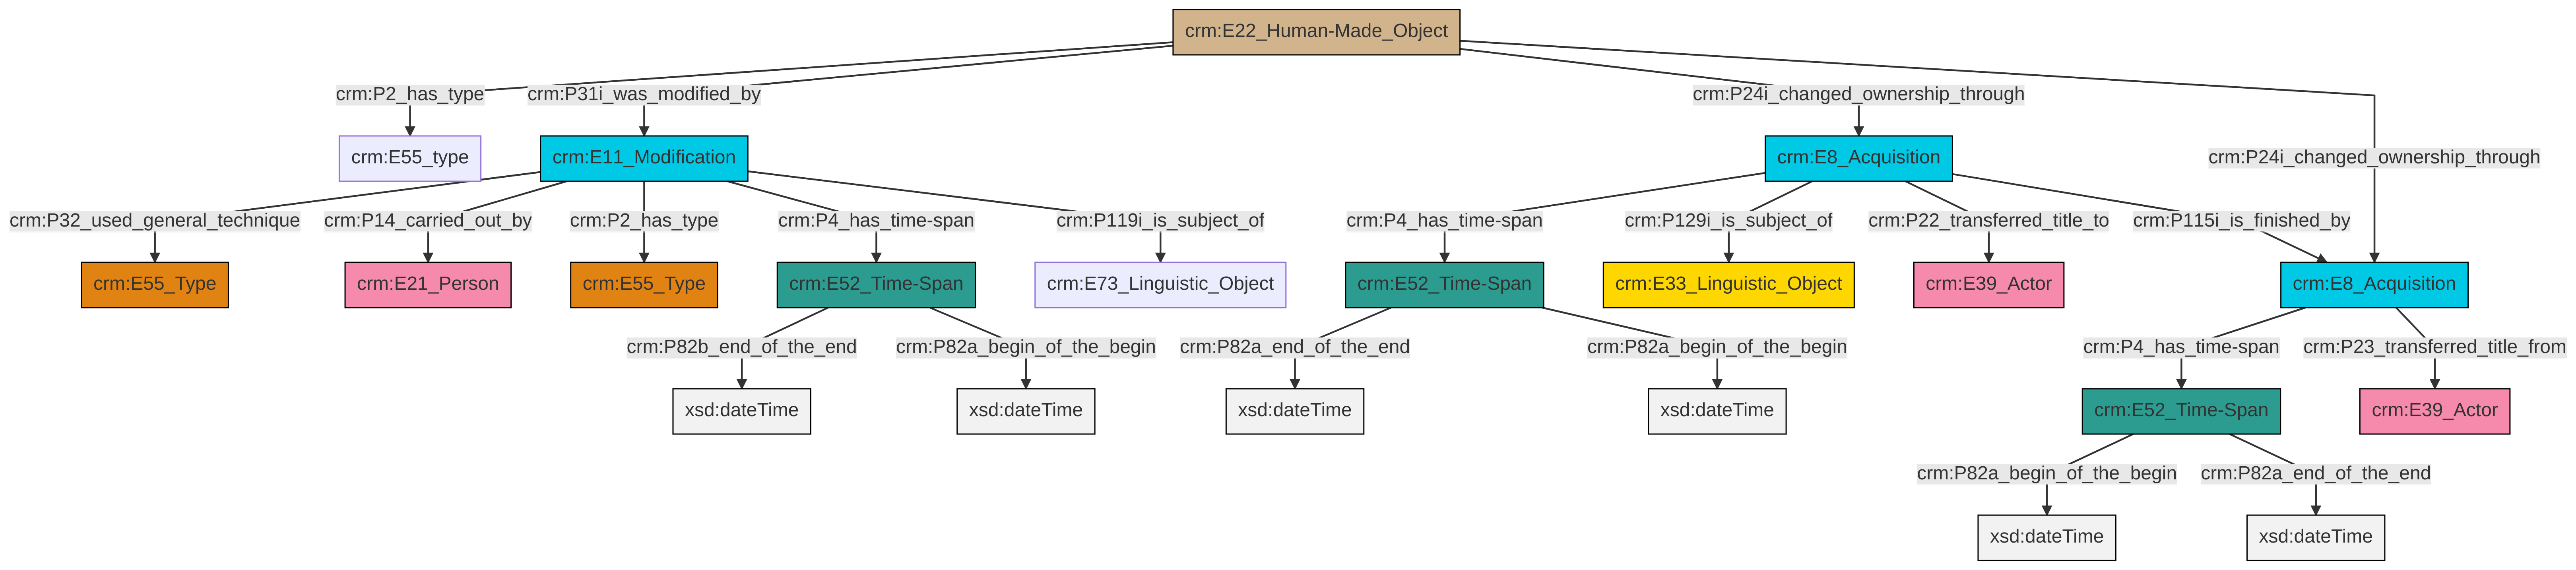 crm:E22_Human-Made_Object
crm:P2_has_type
crm:P31i_was_modified_by
crm:P24i_changed_ownership_through
crm:E55_type
crm:E11_Modification
crm:E8_Acquisition
crm:P24i_changed_ownership_through
crm:P32_used_general_technique
crm:P14_carried_out_by
crm:P2_has_type
crm:P4_has_time-span
crm:P119i_is_subject_of
crm:P4_has_time-span
crm:P129i_is_subject_of
crm:P22_transferred_title_to
crm:P115i_is_finished_by
crm:E55_Type
crm:E21_Person
crm:E55_Type
crm:E52_Time-Span
crm:E73_Linguistic_Object
crm:E52_Time-Span
crm:E33_Linguistic_Object
crm:E39_Actor
crm:E8_Acquisition
crm:P82b_end_of_the_end
crm:P82a_begin_of_the_begin
crm:P82a_end_of_the_end
crm:P82a_begin_of_the_begin
crm:P4_has_time-span
crm:P23_transferred_title_from
xsd:dateTime
xsd:dateTime
xsd:dateTime
xsd:dateTime
crm:E52_Time-Span
crm:E39_Actor
crm:P82a_begin_of_the_begin
crm:P82a_end_of_the_end
xsd:dateTime
xsd:dateTime